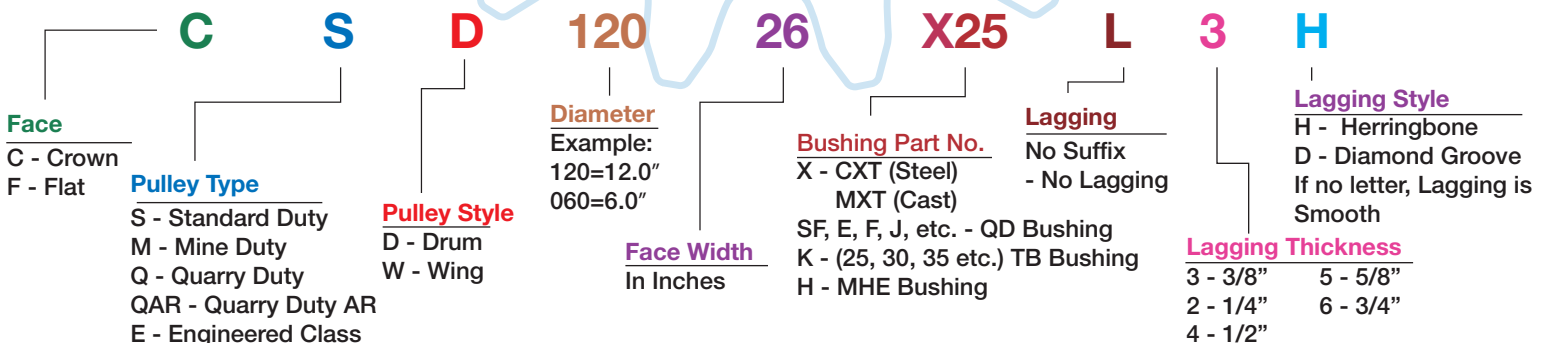 C S D 120 26 X25 L 3 H
Face
C - Crown
F - Flat
Pulley Type
S - Standard Duty
M - Mine Duty
Q - Quarry Duty
QAR - Quarry Duty AR
E - Engineered Class
Pulley Style
D - Drum
W - Wing
Diameter
Example:
120=12.0″
060=6.0″
Face Width
In Inches
Bushing Part No.
X - CXT (Steel)
MXT (Cast)
SF, E, F, J, etc. - QD Bushing
K - (25, 30, 35 etc.) TB Bushing
H - MHE Bushing
Lagging
No Suffix
- No Lagging
Lagging Style
H - Herringbone
D - Diamond Groove
If no letter, Lagging is
Smooth
Lagging Thickness
3 - 3/8” 5 - 5/8”
2 - 1/4” 6 - 3/4”
4 - 1/2”